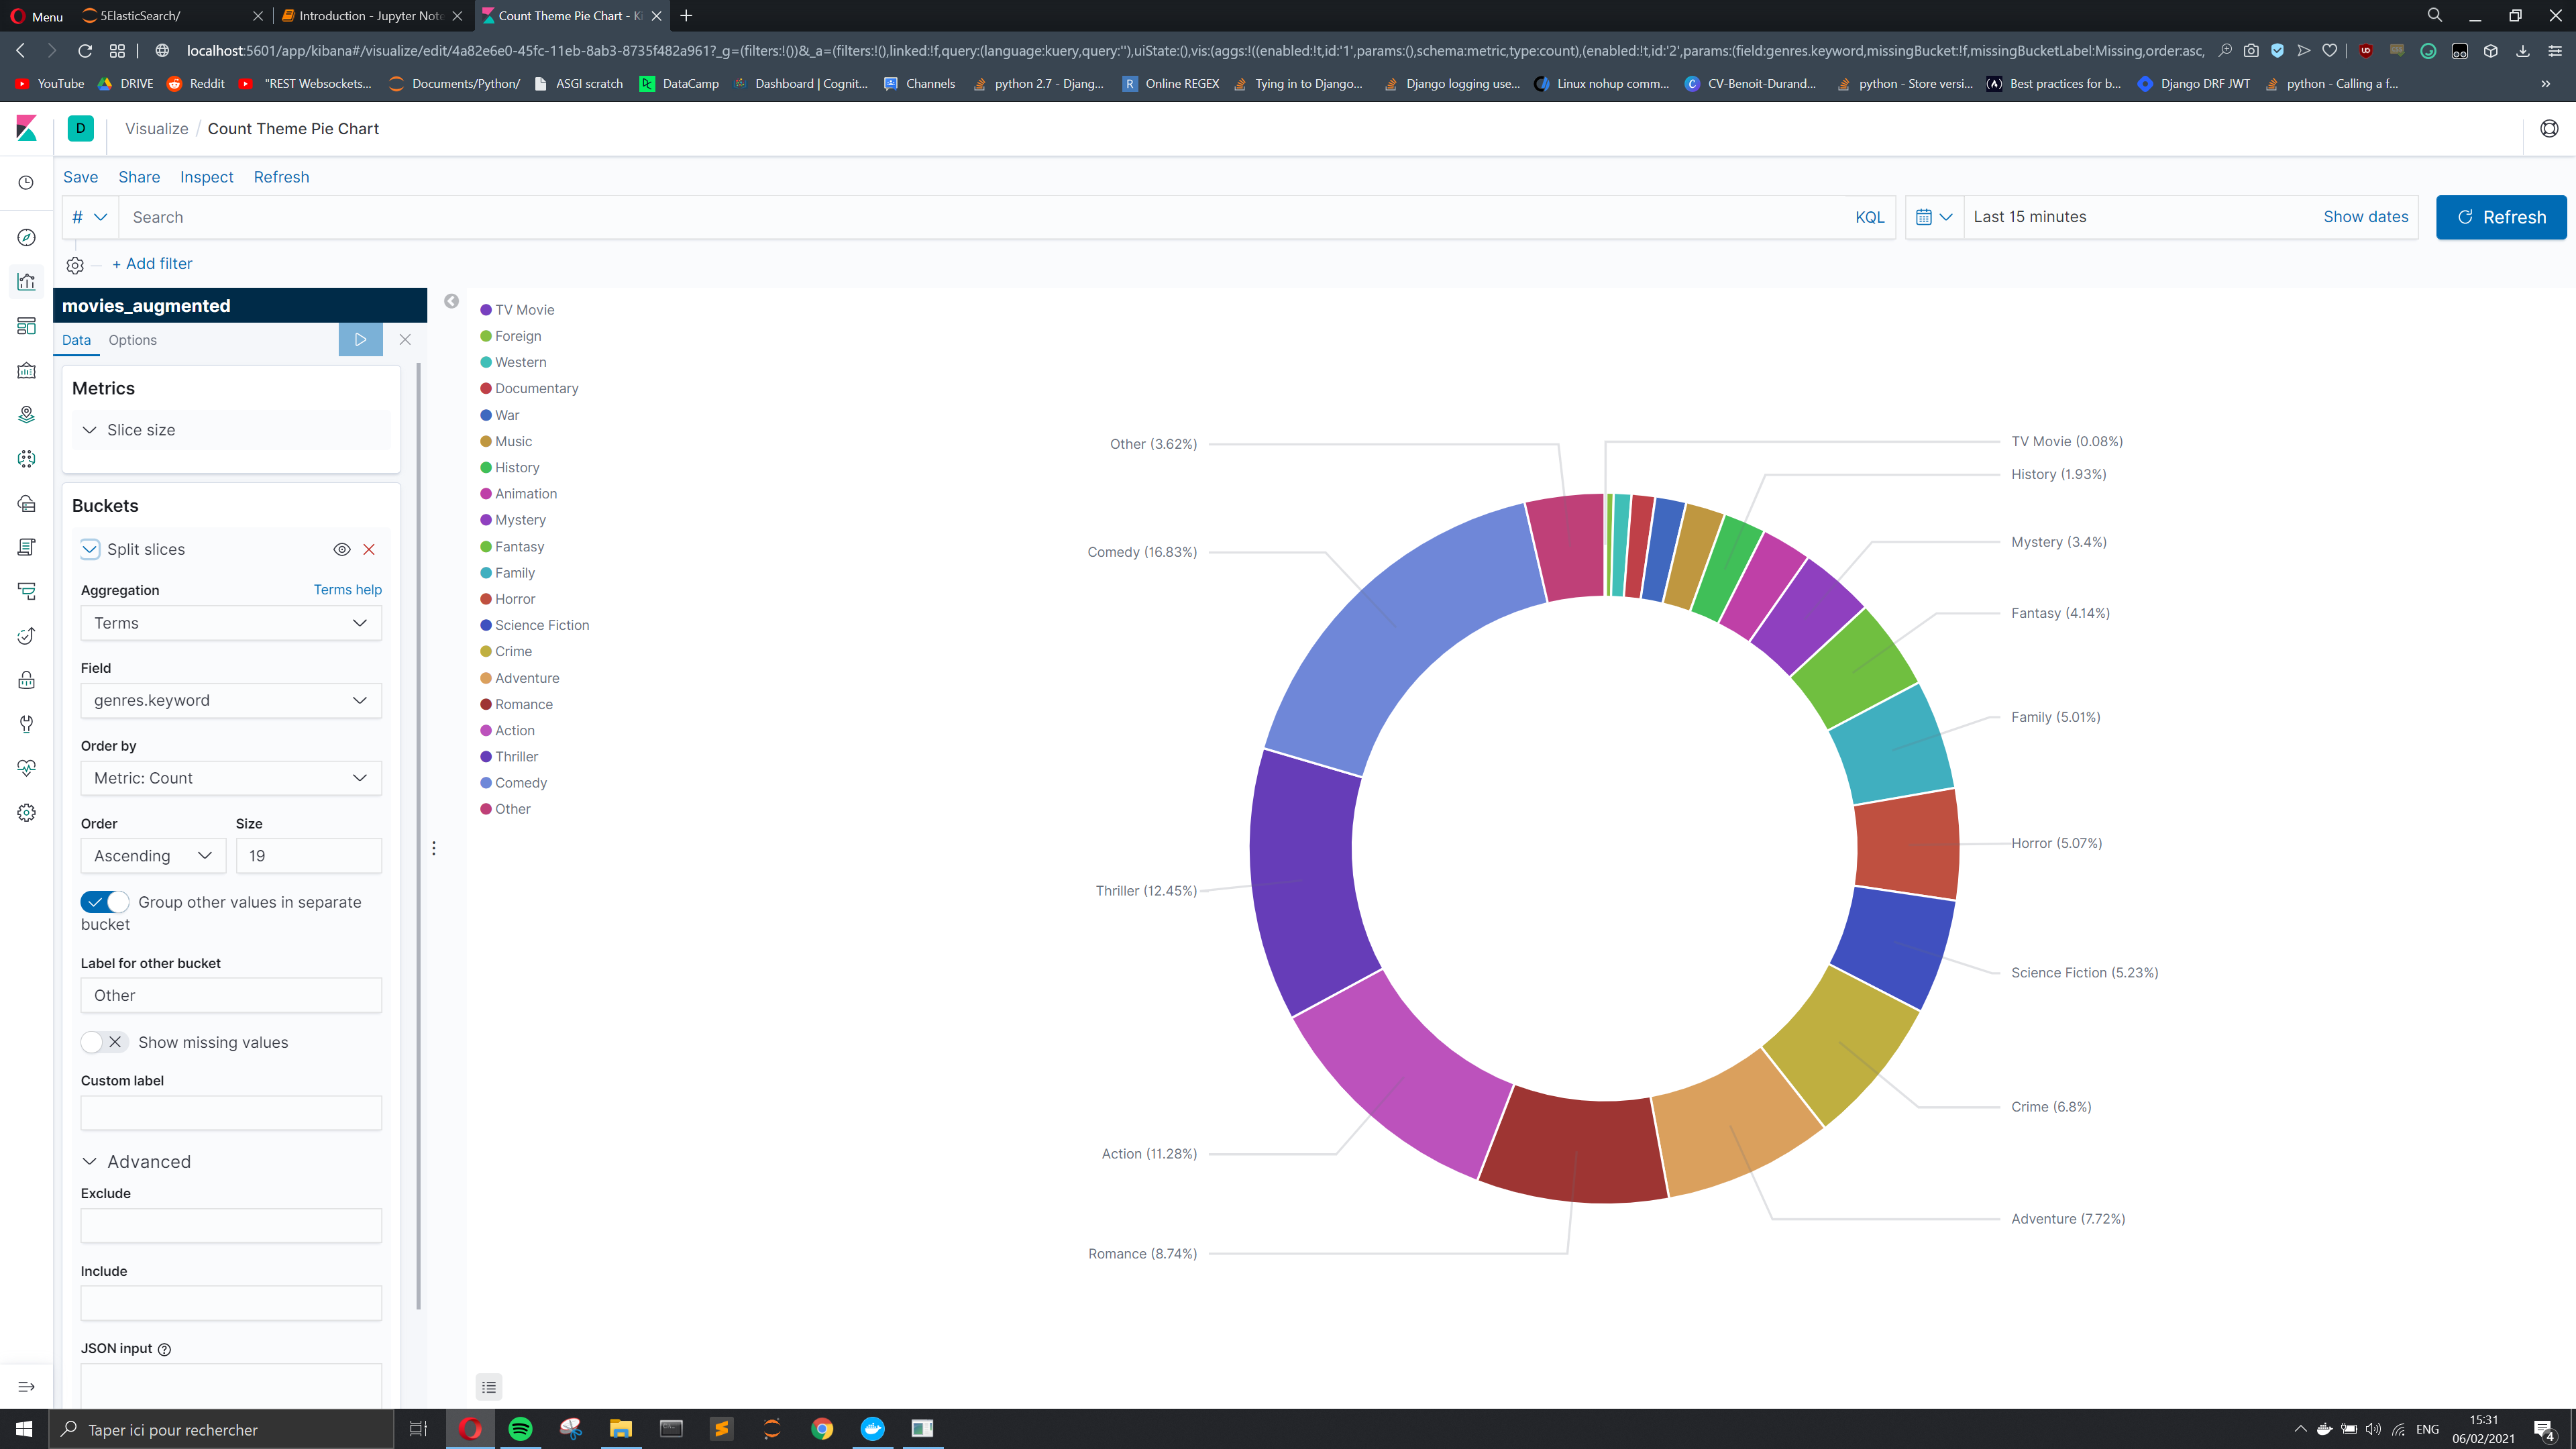 Menu
5ElasticSearch/
Introduction - Jupyter Note
Count Theme Pie Chart - Ki
localhost:5601/app/kibana#/visualize/edit/4a82e6e0-45fc-11eb-8ab3-8735f482a961?_g=(filters:!())&_a=(filters:!(),linked:!f,query:(language:kuery,query:''),uiState:(),vis:(aggs:!((enabled:!t,id:'1',params:(),schema:metric,type:count),(enabled:!t,id:'2',params:(field:genres.keyword,missingBucket:!f,missingBucketLabel:Missing,order:asc,
YouTube
DRIVE
Reddit
"REST Websockets...
Documents/Python/
ASGI scratch
DataCamp
Dashboard | Cognit...
Channels
python 2.7 - Djang...
Online REGEX
Tying in to Django...
Django logging use...
Linux nohup comm...
CV-Benoit-Durand...
python - Store versi...
Best practices for b...
Django DRF JWT
python - Calling a f...
D
Visualize / Count Theme Pie Chart
Save
Share
Inspect
Refresh
#
Search
KQL
Last 15 minutes
Show dates
Refresh
+ Add filter
movies_augmented
Data
Options
Metrics
Slice size
Buckets
Split slices
Aggregation
Terms help
Terms
Field
genres.keyword
Order by
Metric: Count
Order
Size
Ascending
19
Group other values in separate
bucket
Label for other bucket
Other
Show missing values
Custom label
Advanced
Exclude
Include
JSON input
TV Movie
Foreign
Western
Documentary
War
Music
History
Animation
Mystery
Fantasy
Family
Horror
Science Fiction
Crime
Adventure
Romance
Action
Thriller
Comedy
Other
Other (3.62%)
Comedy (16.83%)
Thriller (12.45%)
Action (11.28%)
Romance (8.74%)
TV Movie (0.08%)
History (1.93%)
Mystery (3.4%)
Fantasy (4.14%)
Family (5.01%)
Horror (5.07%)
Science Fiction (5.23%)
Crime (6.8%)
Adventure (7.72%)
Taper ici pour rechercher
ENG
15:31
06/02/2021
4